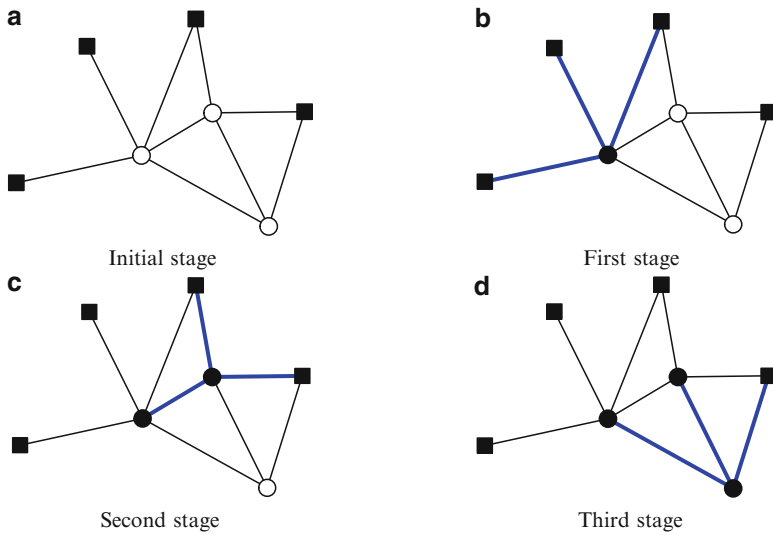 a
b
Initial stage
First stage
c
d
Second stage
Third stage